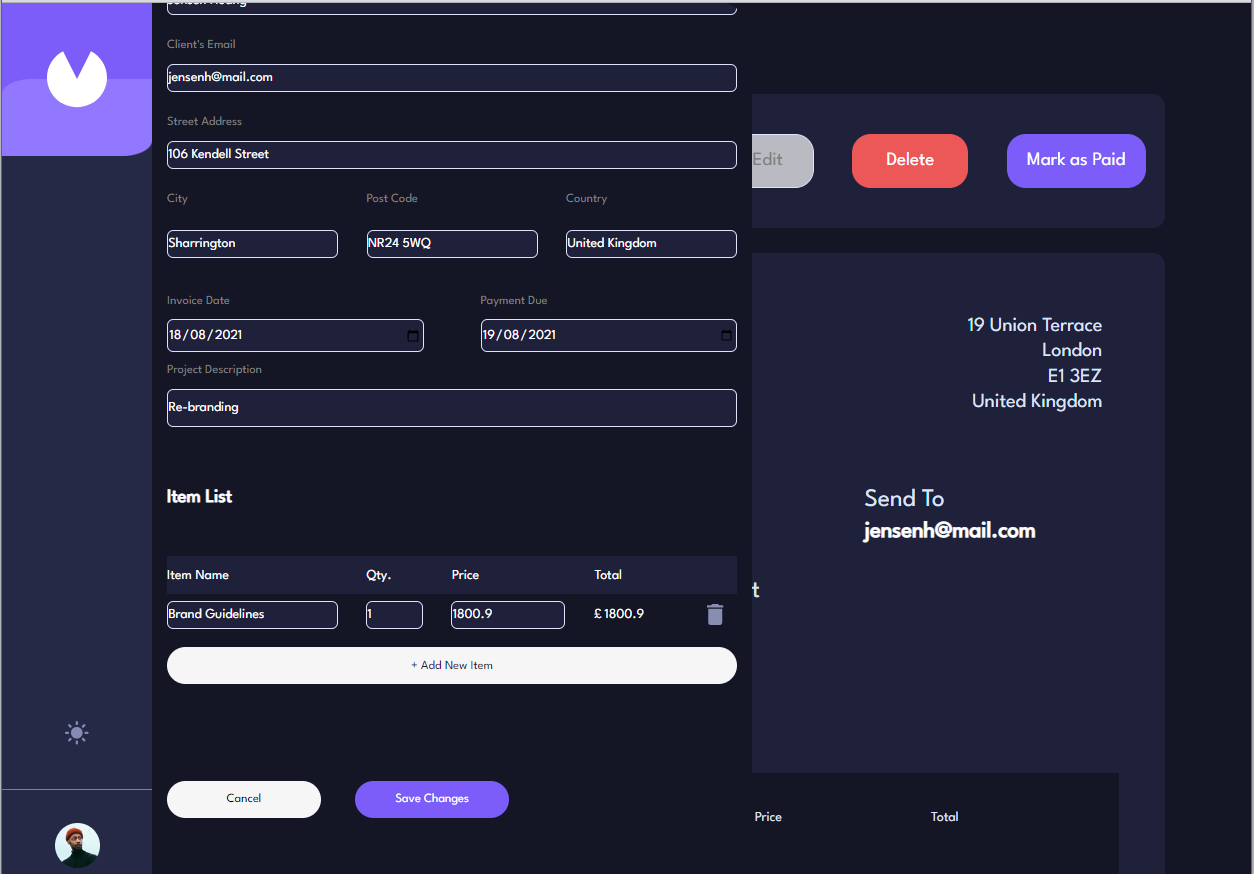 Jensen Huang
Client's Email
jensenh@mail.com
Street Address
106 Kendell Street
City Post Code Country
Sharrington NR24 5WQ United Kingdom
Invoice Date Payment Due
18/08/2021 19/08/2021
Project Description
Re-branding
Item List
Item Name Qty. Price Total
Brand Guidelines 1 1800.9 £ 1800.9
+ Add New Item
Cancel Save Changes
Edit Delete Mark as Paid
19 Union Terrace
London
E1 3EZ
United Kingdom
Send To
jensenh@mail.com
t
Price Total